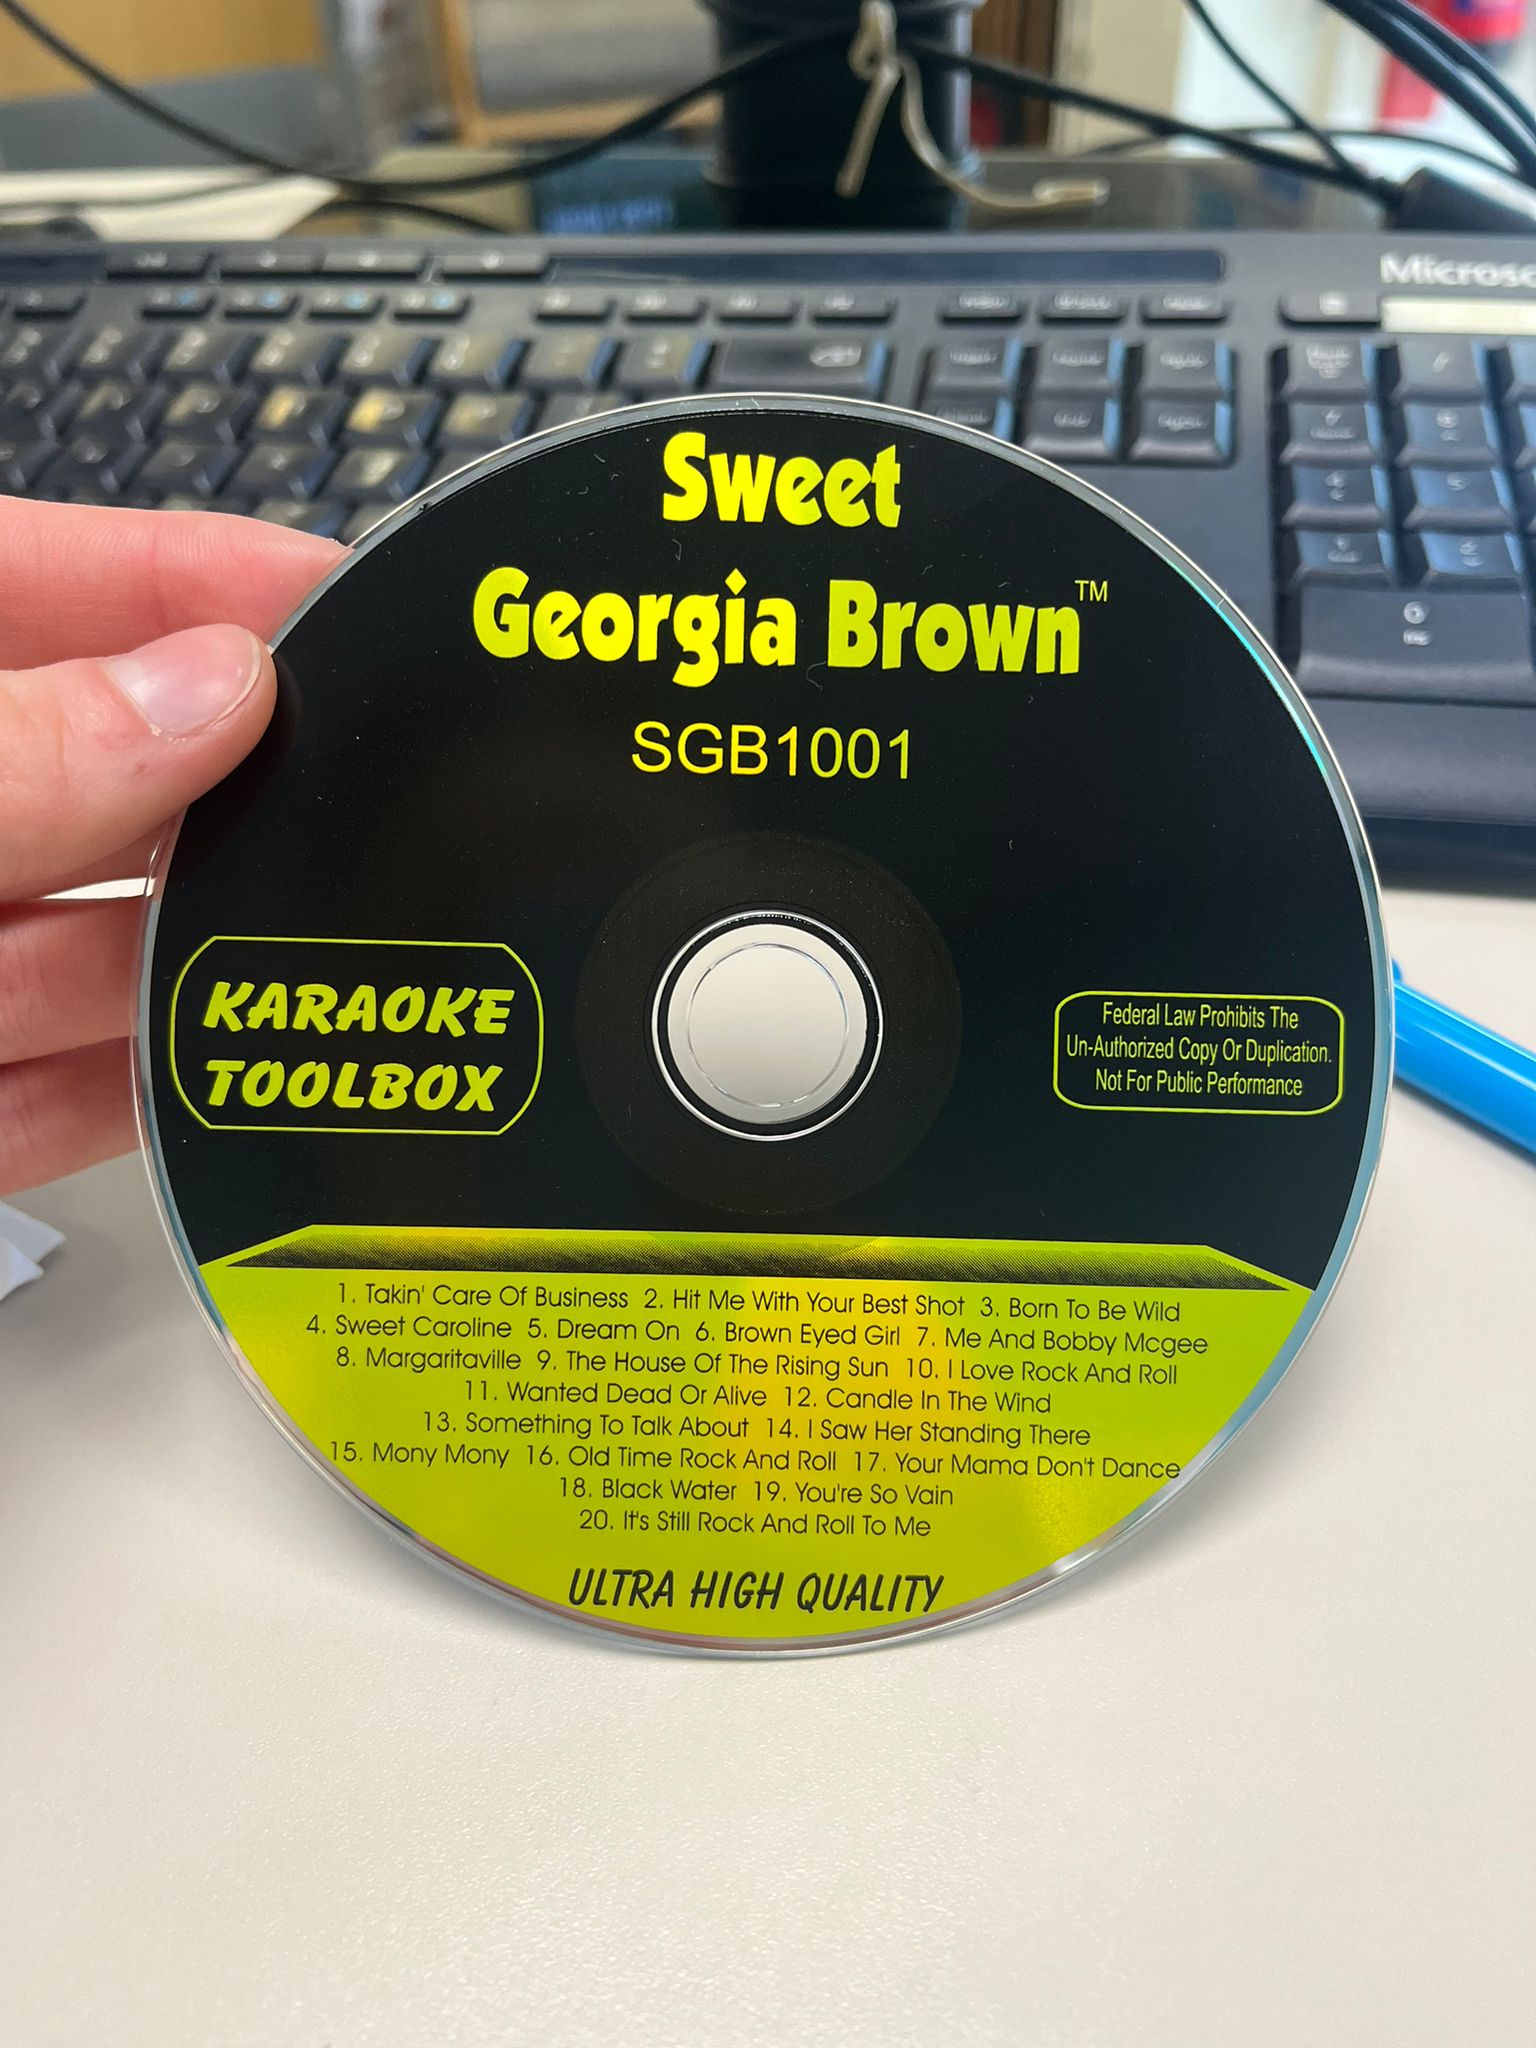 Microso
Sweet
Georgia Brown™
SGB1001
KARAOKE
TOOLBOX
Federal Law Prohibits The
Un-Authorized Copy Or Duplication.
Not For Public Performance
1. Takin' Care Of Business 2. Hit Me With Your Best Shot 3. Born To Be Wild
4. Sweet Caroline 5. Dream On 6. Brown Eyed Girl 7. Me And Bobby Mcgee
8. Margaritaville 9. The House Of The Rising Sun 10. I Love Rock And Roll
11. Wanted Dead Or Alive 12. Candle In The Wind
13. Something To Talk About 14. I Saw Her Standing There
15. Mony Mony 16. Old Time Rock And Roll 17. Your Mama Don't Dance
18. Black Water 19. You're So Vain
20. It's Still Rock And Roll To Me
ULTRA HIGH QUALITY